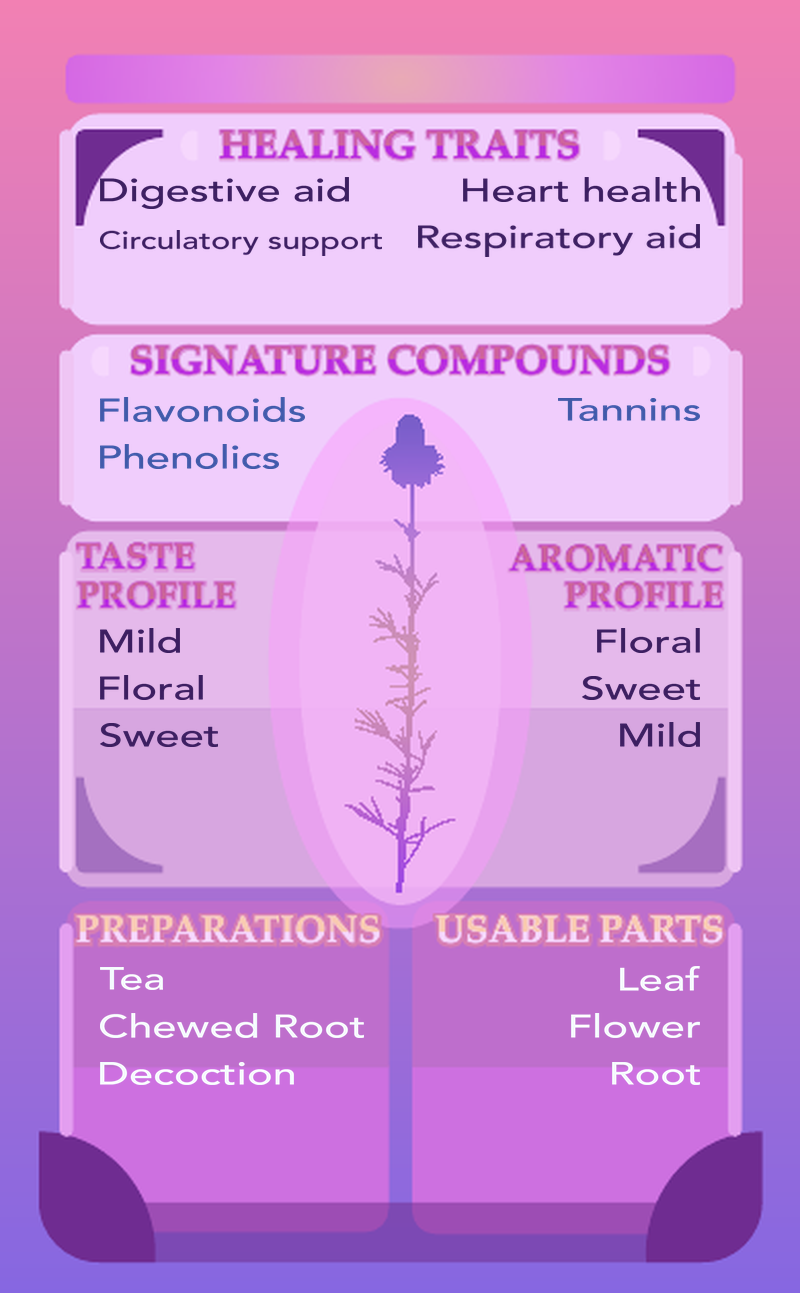 HEALING TRAITS
Digestive aid
Heart health
Circulatory support
Respiratory aid
SIGNATURE COMPOUNDS
Flavonoids
Tannins
Phenolics
TASTE
PROFILE
Mild
Floral
Sweet
AROMATIC
PROFILE
Floral
Sweet
Mild
PREPARATIONS
Tea
Chewed Root
Decoction
USABLE PARTS
Leaf
Flower
Root